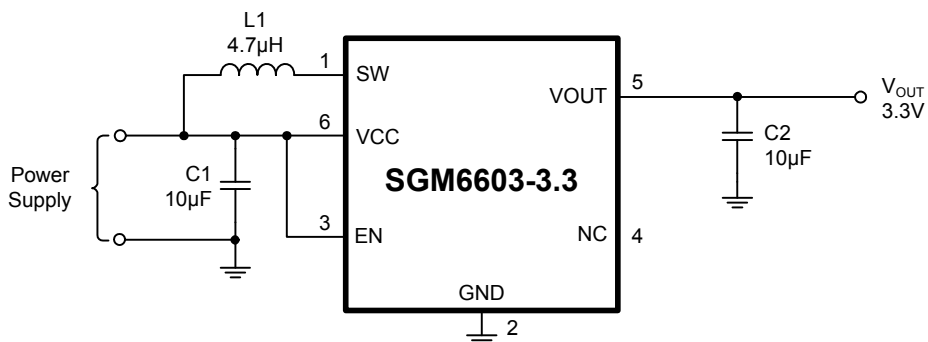 L1
4.7µH
1
SW
VOUT
5
V_OUT
3.3V
6
VCC
C2
10µF
C1
10µF
SGM6603-3.3
Power
Supply
3
EN
NC
4
GND
2